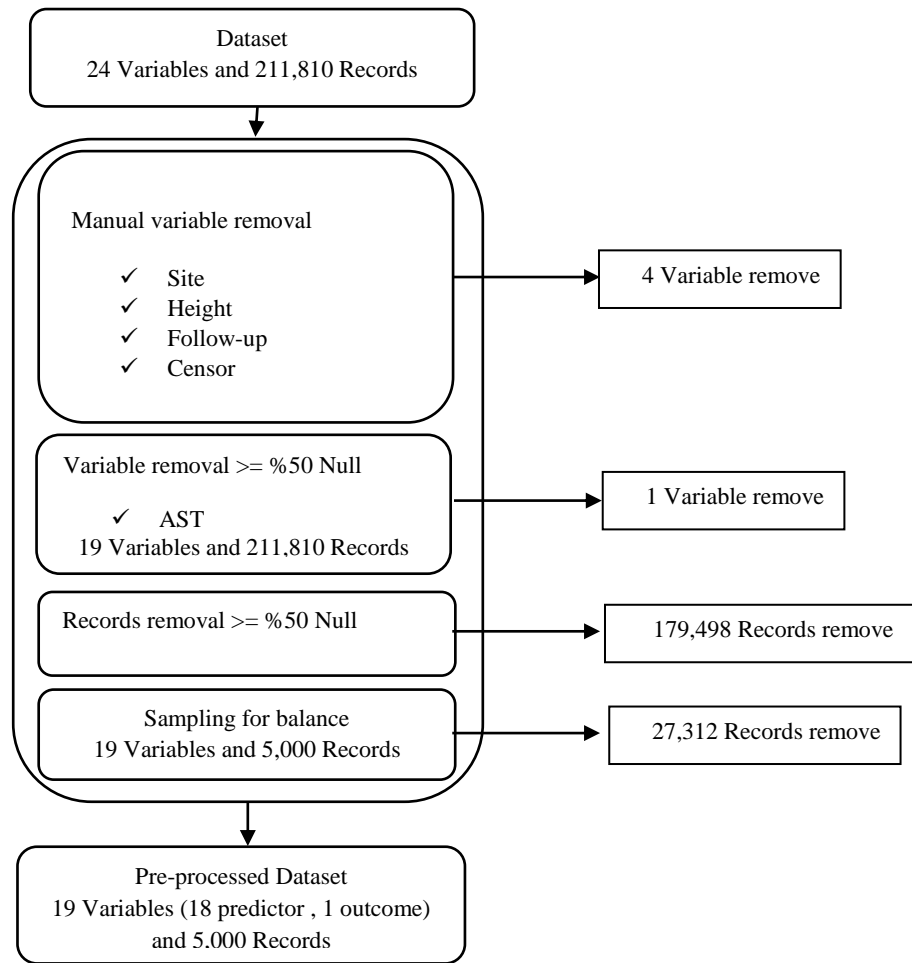 Dataset
24 Variables and 211,810 Records
Manual variable removal
✓ Site
✓ Height
✓ Follow-up
✓ Censor
4 Variable remove
Variable removal >= %50 Null
✓ AST
19 Variables and 211,810 Records
1 Variable remove
Records removal >= %50 Null
179,498 Records remove
Sampling for balance
19 Variables and 5,000 Records
27,312 Records remove
Pre-processed Dataset
19 Variables (18 predictor , 1 outcome)
and 5.000 Records